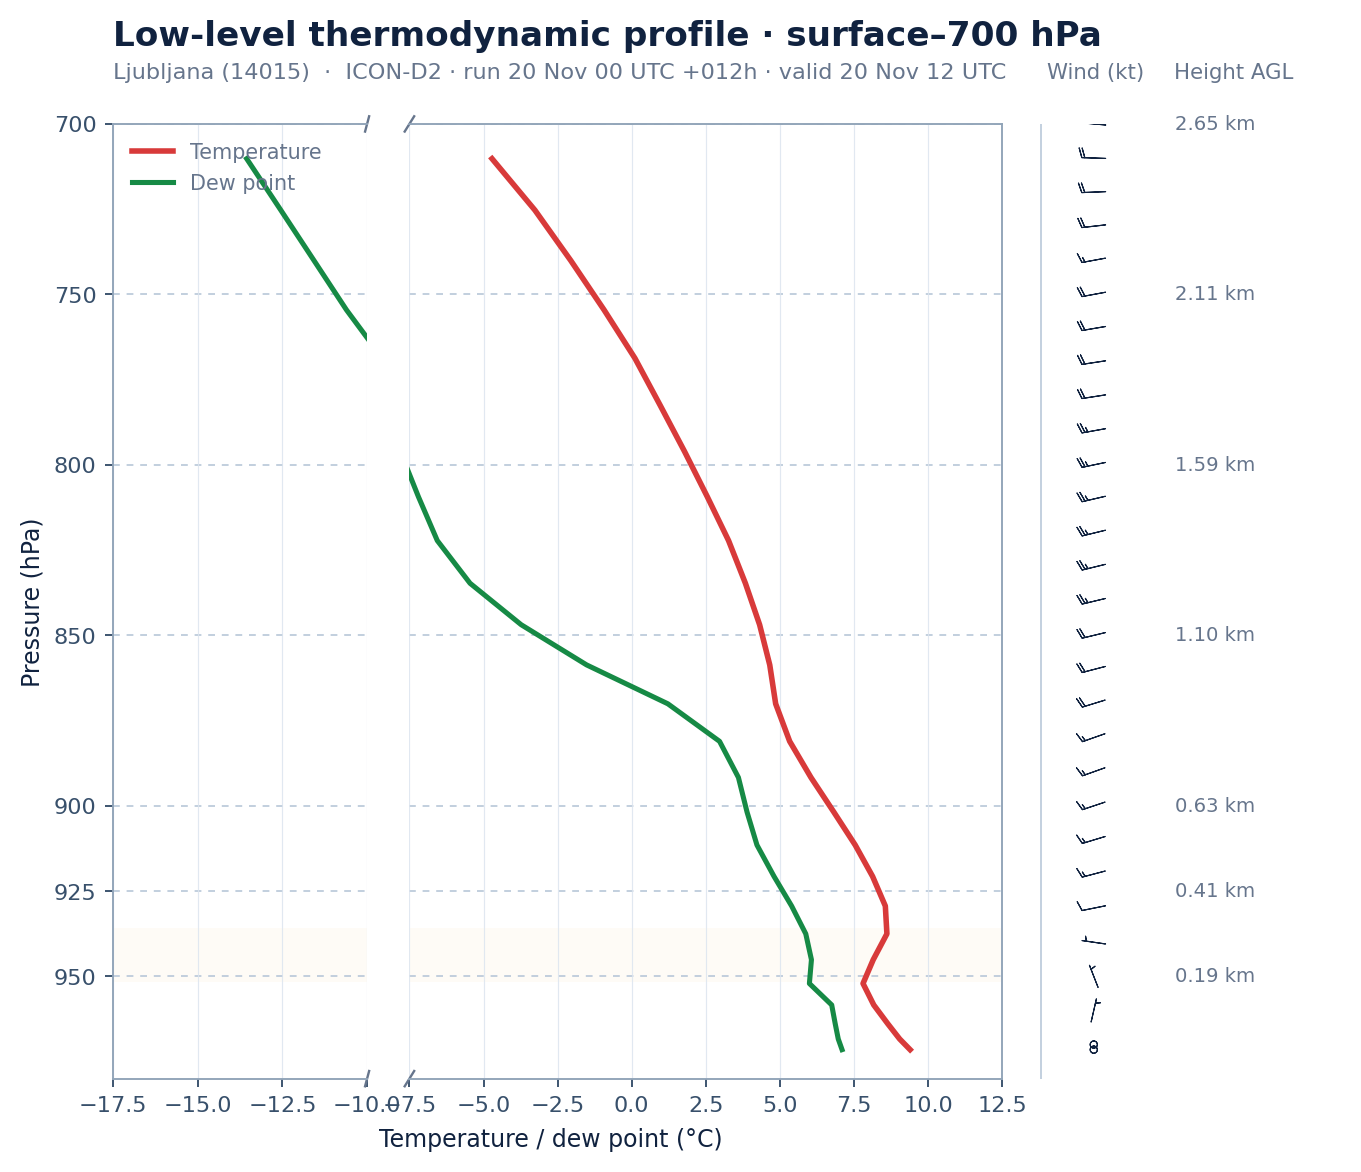 Low-level thermodynamic profile · surface–700 hPa
Ljubljana (14015) · ICON-D2 · run 20 Nov 00 UTC +012h · valid 20 Nov 12 UTC
Wind (kt)
Height AGL
Temperature
Dew point
Pressure (hPa)
700
750
800
850
900
925
950
2.65 km
2.11 km
1.59 km
1.10 km
0.63 km
0.41 km
0.19 km
−17.5 −15.0 −12.5 −10.0 −7.5 −5.0 −2.5 0.0 2.5 5.0 7.5 10.0 12.5
Temperature / dew point (°C)